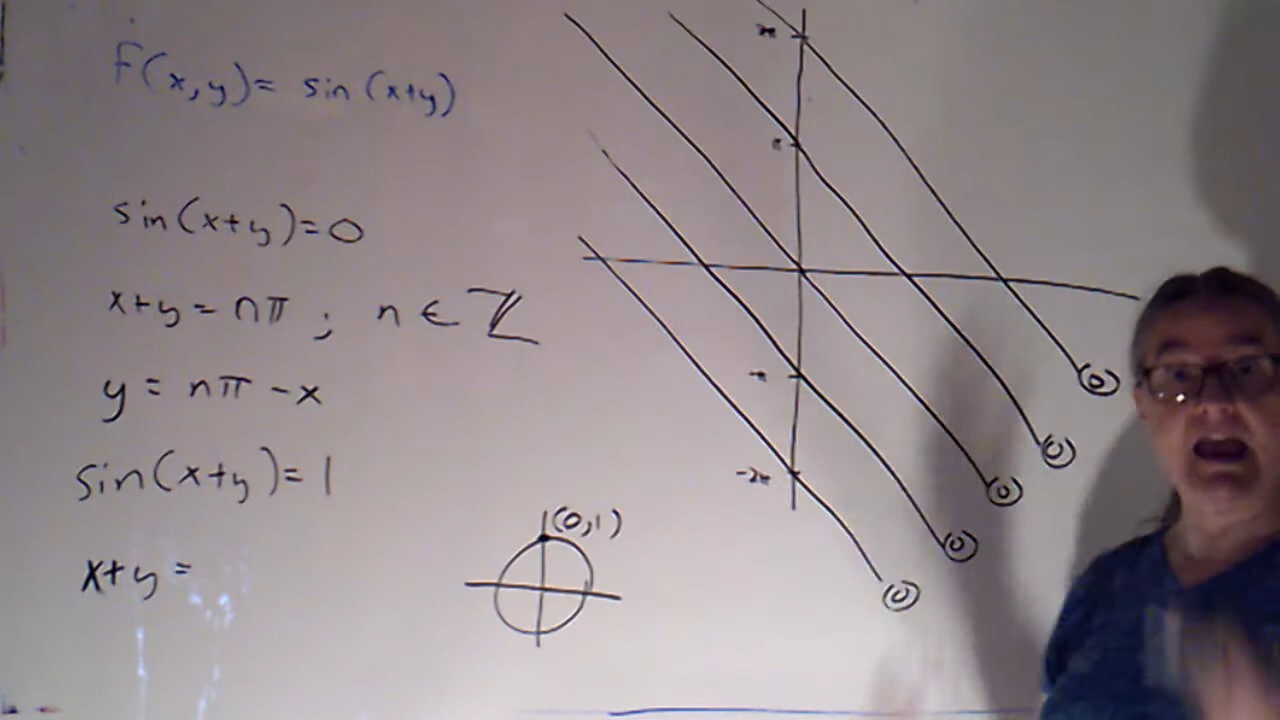 f(x,y)= sin(x+y)
sin(x+y)=0
x+y=nπ ; n∈ℤ
y=nπ-x
sin(x+y)=1
x+y=
(0,1)
2π
π
-π
-2π
0
0
0
0
0